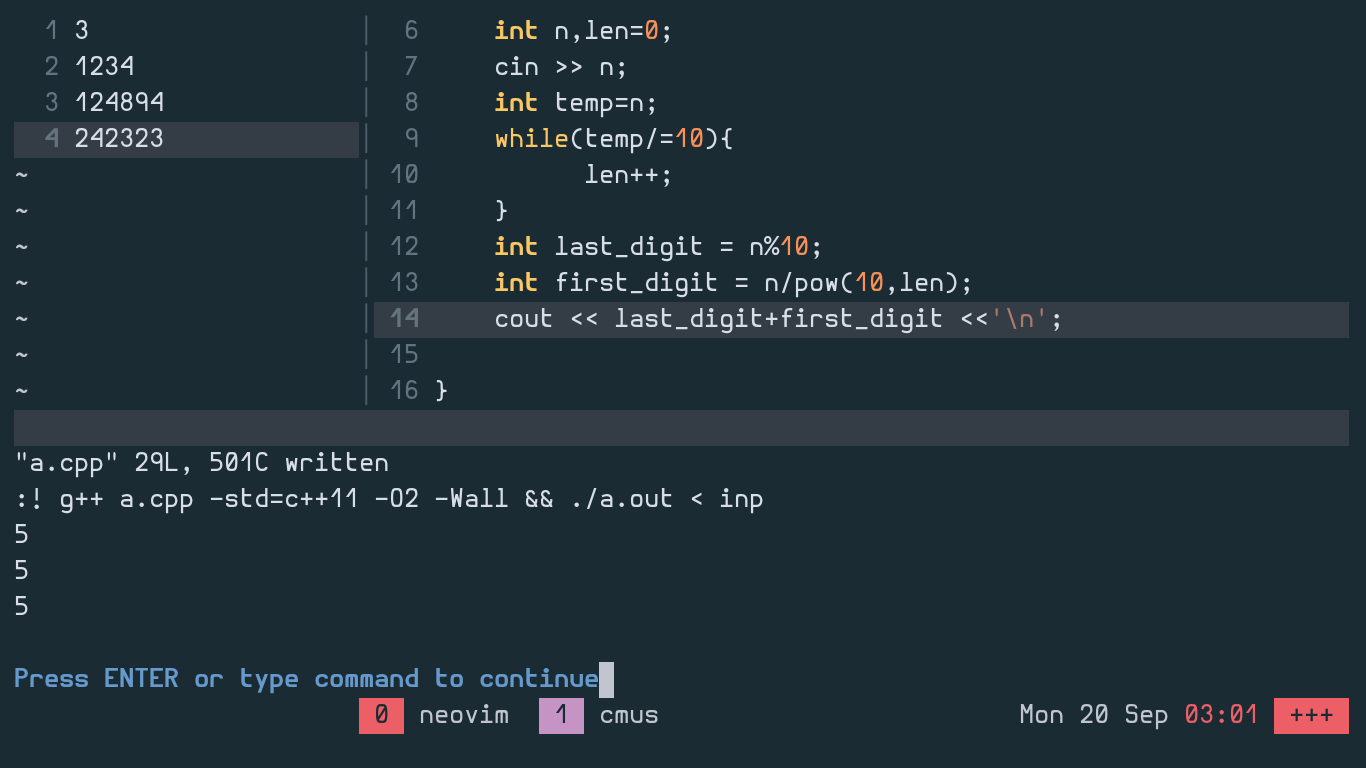 1 3
2 1234
3 124894
4 242323
~
~
~
~
~
~
~
6 int n,len=0;
7 cin >> n;
8 int temp=n;
9 while(temp/=10){
10 len++;
11 }
12 int last_digit = n%10;
13 int first_digit = n/pow(10,len);
14 cout << last_digit+first_digit <<'\n';
15
16 }
"a.cpp" 29L, 501C written
:! g++ a.cpp -std=c++11 -O2 -Wall && ./a.out < inp
5
5
5
Press ENTER or type command to continue
0 neovim 1 cmus Mon 20 Sep 03:01 +++